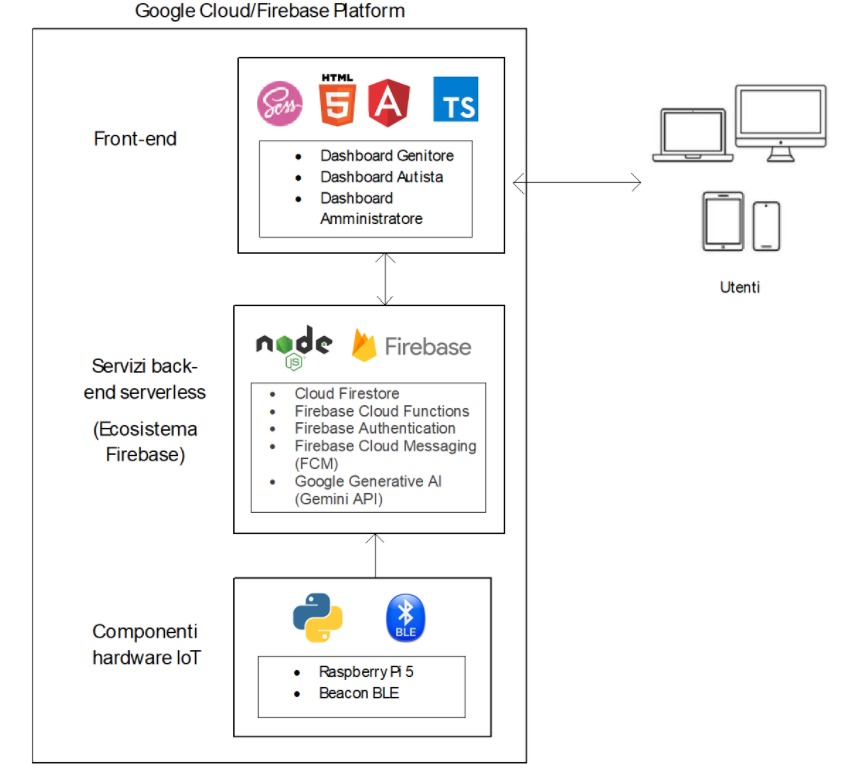 Google Cloud/Firebase Platform
Front-end
Scss
HTML
5
A
TS
• Dashboard Genitore
• Dashboard Autista
• Dashboard
Amministratore
Utenti
Servizi back-
end serverless
(Ecosistema
Firebase)
node
JS
Firebase
• Cloud Firestore
• Firebase Cloud Functions
• Firebase Authentication
• Firebase Cloud Messaging
(FCM)
• Google Generative AI
(Gemini API)
Componenti
hardware IoT
BLE
• Raspberry Pi 5
• Beacon BLE